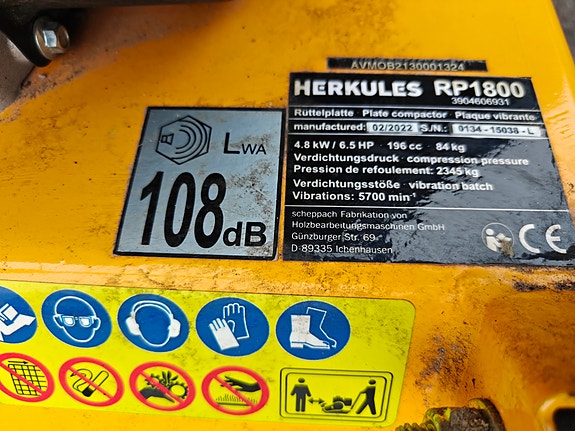 AVMOB2130001324
HERKULES RP1800
3904606931
Rüttelplatte · Plate compactor · Plaque vibrante
manufactured: 02/2022 S./N.: 0134 - 15038 - L
4.8 kW / 6.5 HP · 196 cc · 84 kg
Verdichtungsdruck · compression pressure
Pression de refoulement: 2345 kg
Verdichtungsstöße · vibration batch
Vibrations: 5700 min⁻¹
scheppach Fabrikation von
Holzbearbeitungsmaschinen GmbH
Günzburger Str. 69
D-89335 Ichenhausen
CE
LWA
108dB